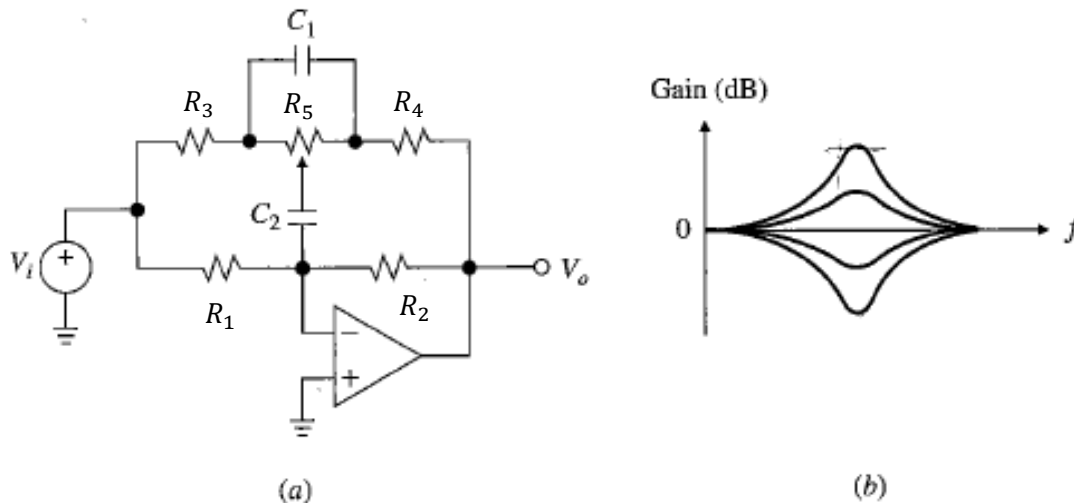 C₁
R₃
R₅
R₄
C₂
Vᵢ
+
R₁
R₂
Vₒ
−
+
(a)
Gain (dB)
0
f
(b)